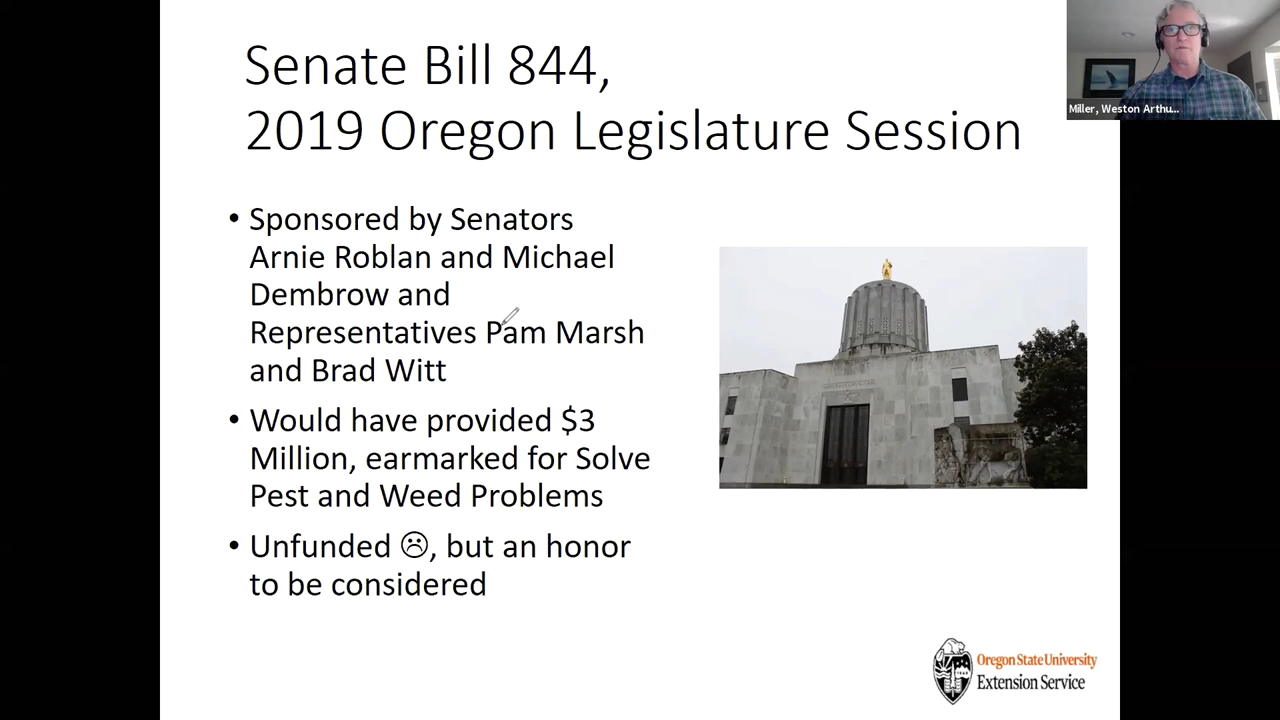 Senate Bill 844,
2019 Oregon Legislature Session
Miller, Weston Arthu...
• Sponsored by Senators
Arnie Roblan and Michael
Dembrow and
Representatives Pam Marsh
and Brad Witt
• Would have provided $3
Million, earmarked for Solve
Pest and Weed Problems
• Unfunded ☹, but an honor
to be considered
Oregon State University
Extension Service